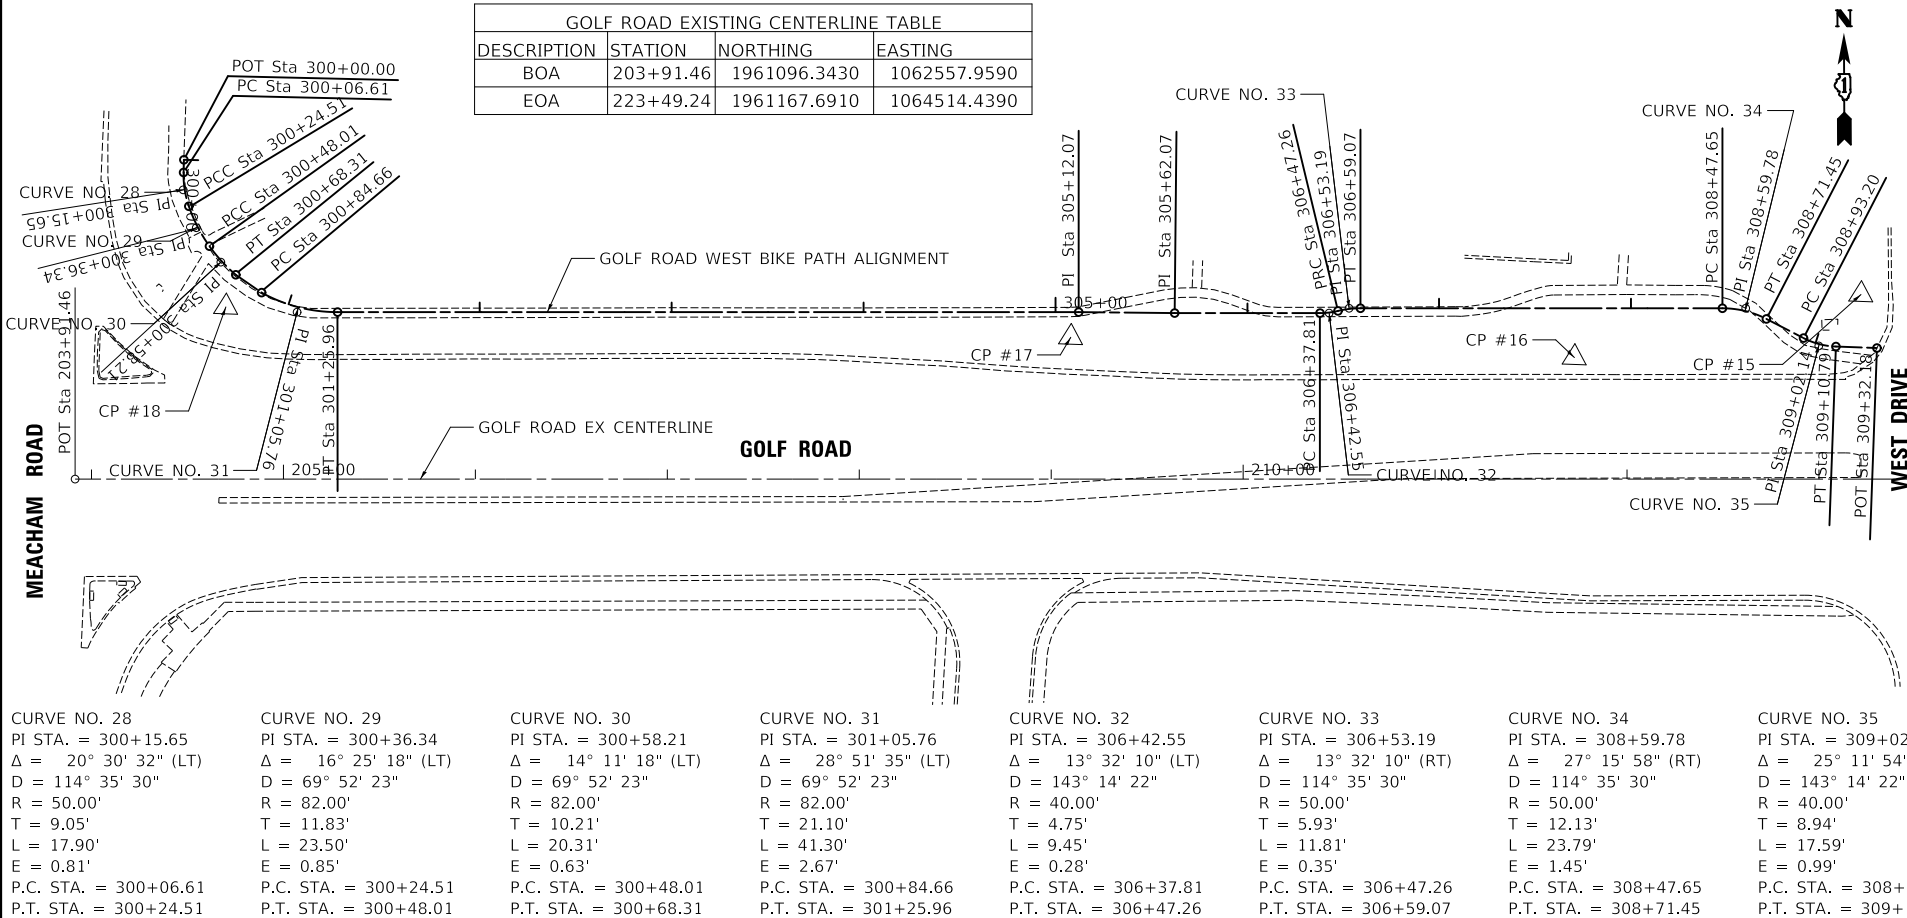 GOLF ROAD EXISTING CENTERLINE TABLE
DESCRIPTION STATION NORTHING EASTING
BOA 203+91.46 1961096.3430 1062557.9590
EOA 223+49.24 1961167.6910 1064514.4390
N
1
POT Sta 300+00.00
PC Sta 300+06.61
PCC Sta 300+24.51
PCC Sta 300+48.01
PT Sta 300+68.31
PC Sta 300+84.66
CURVE NO. 28
PI Sta 300+15.65
CURVE NO. 29
PI Sta 300+36.34
CURVE NO. 30
PI Sta 300+58.21
POT Sta 203+91.46
CP #18
CURVE NO. 31
PI Sta 301+05.76
PT Sta 301+25.96
GOLF ROAD WEST BIKE PATH ALIGNMENT
GOLF ROAD EX CENTERLINE
205+00
GOLF ROAD
MEACHAM ROAD
PI Sta 305+12.07
PI Sta 305+62.07
305+00
CP #17
CURVE NO. 33
PRC Sta 306+47.26
PI Sta 306+53.19
PT Sta 306+59.07
PC Sta 306+37.81
PI Sta 306+42.55
210+00
CURVE NO. 32
CP #16
CURVE NO. 34
PC Sta 308+47.65
PI Sta 308+59.78
PT Sta 308+71.45
PC Sta 308+93.20
CP #15
PI Sta 309+02.14
PT Sta 309+10.79
POT Sta 309+32.18
CURVE NO. 35
WEST DRIVE
CURVE NO. 28
PI STA. = 300+15.65
Δ = 20° 30' 32" (LT)
D = 114° 35' 30"
R = 50.00'
T = 9.05'
L = 17.90'
E = 0.81'
P.C. STA. = 300+06.61
P.T. STA. = 300+24.51
CURVE NO. 29
PI STA. = 300+36.34
Δ = 16° 25' 18" (LT)
D = 69° 52' 23"
R = 82.00'
T = 11.83'
L = 23.50'
E = 0.85'
P.C. STA. = 300+24.51
P.T. STA. = 300+48.01
CURVE NO. 30
PI STA. = 300+58.21
Δ = 14° 11' 18" (LT)
D = 69° 52' 23"
R = 82.00'
T = 10.21'
L = 20.31'
E = 0.63'
P.C. STA. = 300+48.01
P.T. STA. = 300+68.31
CURVE NO. 31
PI STA. = 301+05.76
Δ = 28° 51' 35" (LT)
D = 69° 52' 23"
R = 82.00'
T = 21.10'
L = 41.30'
E = 2.67'
P.C. STA. = 300+84.66
P.T. STA. = 301+25.96
CURVE NO. 32
PI STA. = 306+42.55
Δ = 13° 32' 10" (LT)
D = 143° 14' 22"
R = 40.00'
T = 4.75'
L = 9.45'
E = 0.28'
P.C. STA. = 306+37.81
P.T. STA. = 306+47.26
CURVE NO. 33
PI STA. = 306+53.19
Δ = 13° 32' 10" (RT)
D = 114° 35' 30"
R = 50.00'
T = 5.93'
L = 11.81'
E = 0.35'
P.C. STA. = 306+47.26
P.T. STA. = 306+59.07
CURVE NO. 34
PI STA. = 308+59.78
Δ = 27° 15' 58" (RT)
D = 114° 35' 30"
R = 50.00'
T = 12.13'
L = 23.79'
E = 1.45'
P.C. STA. = 308+47.65
P.T. STA. = 308+71.45
CURVE NO. 35
PI STA. = 309+02
Δ = 25° 11' 54"
D = 143° 14' 22"
R = 40.00'
T = 8.94'
L = 17.59'
E = 0.99'
P.C. STA. = 308+
P.T. STA. = 309+